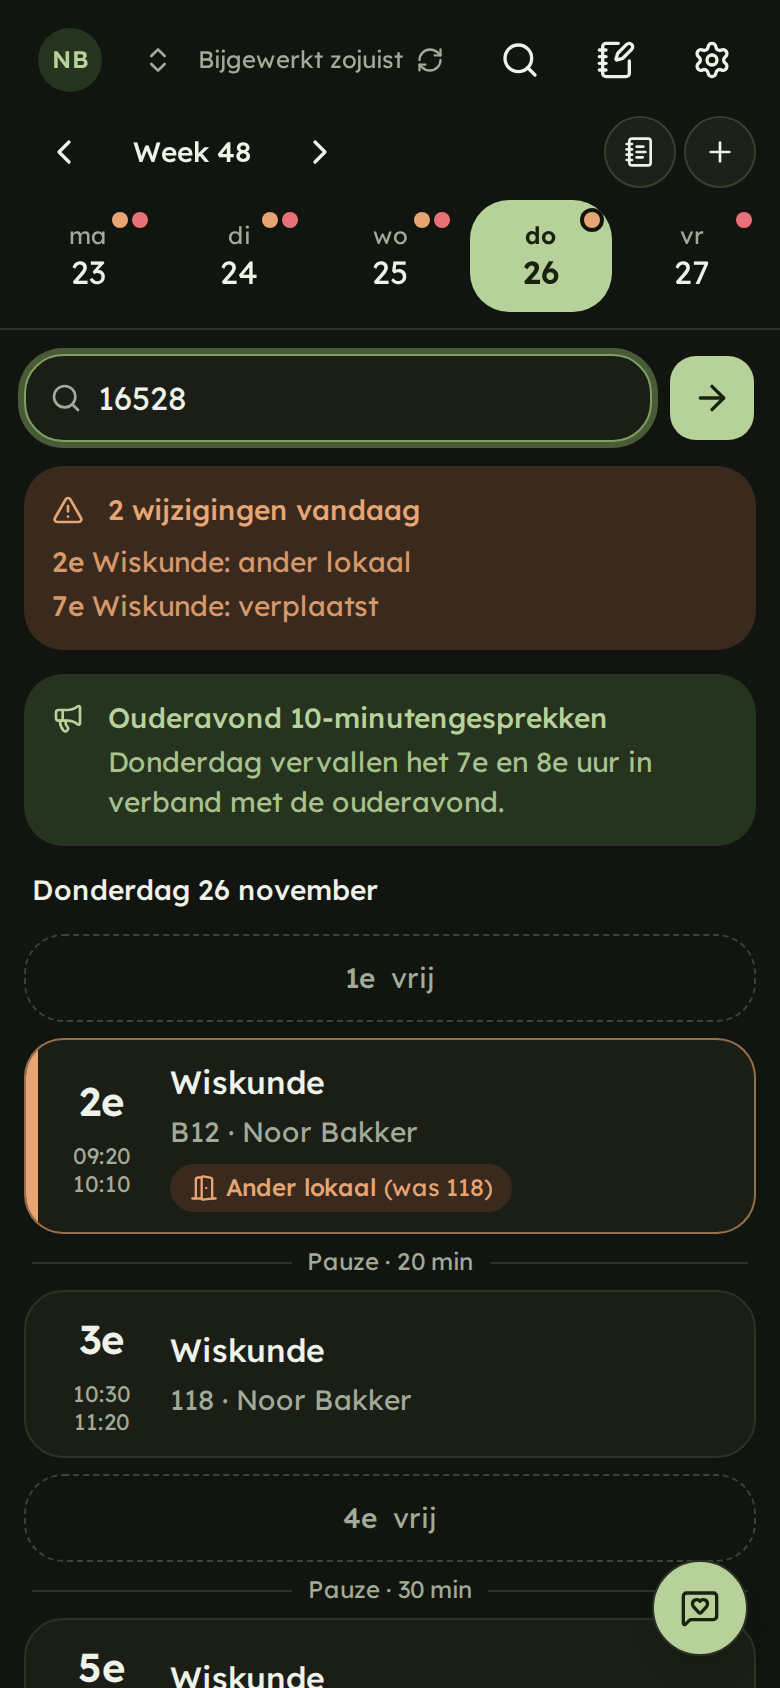 NB
Bijgewerkt zojuist
Week 48
ma di wo do vr
23 24 25 26 27
16528
2 wijzigingen vandaag
2e Wiskunde: ander lokaal
7e Wiskunde: verplaatst
Ouderavond 10-minutengesprekken
Donderdag vervallen het 7e en 8e uur in
verband met de ouderavond.
Donderdag 26 november
1e vrij
2e
09:20
10:10
Wiskunde
B12 · Noor Bakker
Ander lokaal (was 118)
Pauze · 20 min
3e
10:30
11:20
Wiskunde
118 · Noor Bakker
4e vrij
Pauze · 30 min
5e Wiskunde